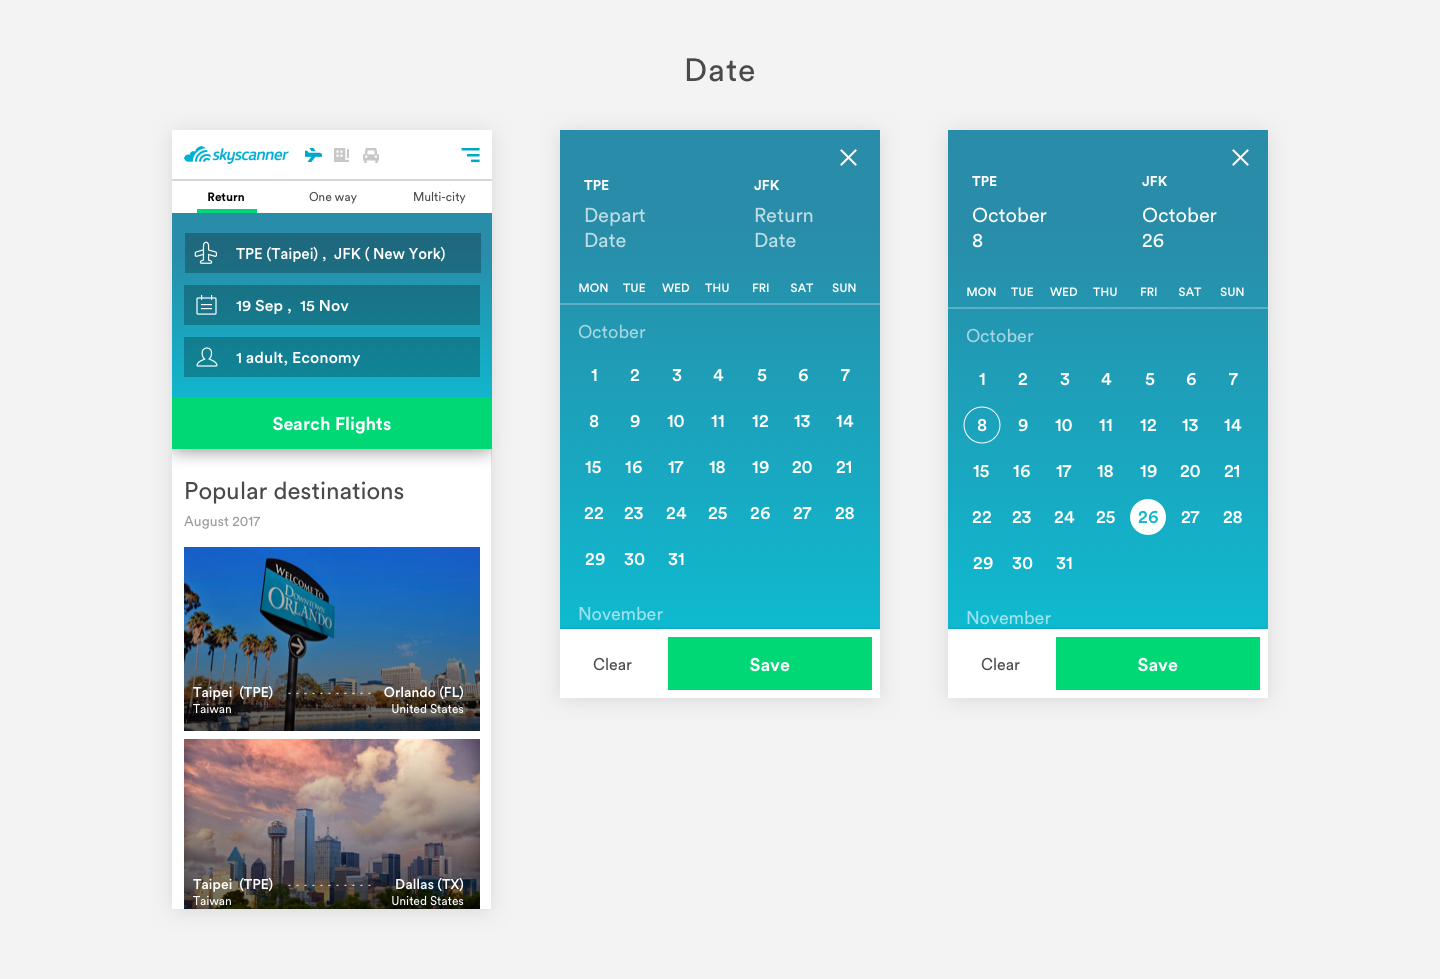 Date
skyscanner
Return One way Multi-city
TPE (Taipei) , JFK ( New York)
19 Sep , 15 Nov
1 adult, Economy
Search Flights
Popular destinations
August 2017
WELCOME TO
DOWNTOWN
ORLANDO
Taipei (TPE) - - - - - - - - - - - Orlando (FL)
Taiwan United States
Taipei (TPE) - - - - - - - - - - - Dallas (TX)
Taiwan United States
TPE JFK
Depart Return
Date Date
MON TUE WED THU FRI SAT SUN
October
1 2 3 4 5 6 7
8 9 10 11 12 13 14
15 16 17 18 19 20 21
22 23 24 25 26 27 28
29 30 31
November
Clear Save
TPE JFK
October October
8 26
MON TUE WED THU FRI SAT SUN
October
1 2 3 4 5 6 7
8 9 10 11 12 13 14
15 16 17 18 19 20 21
22 23 24 25 26 27 28
29 30 31
November
Clear Save